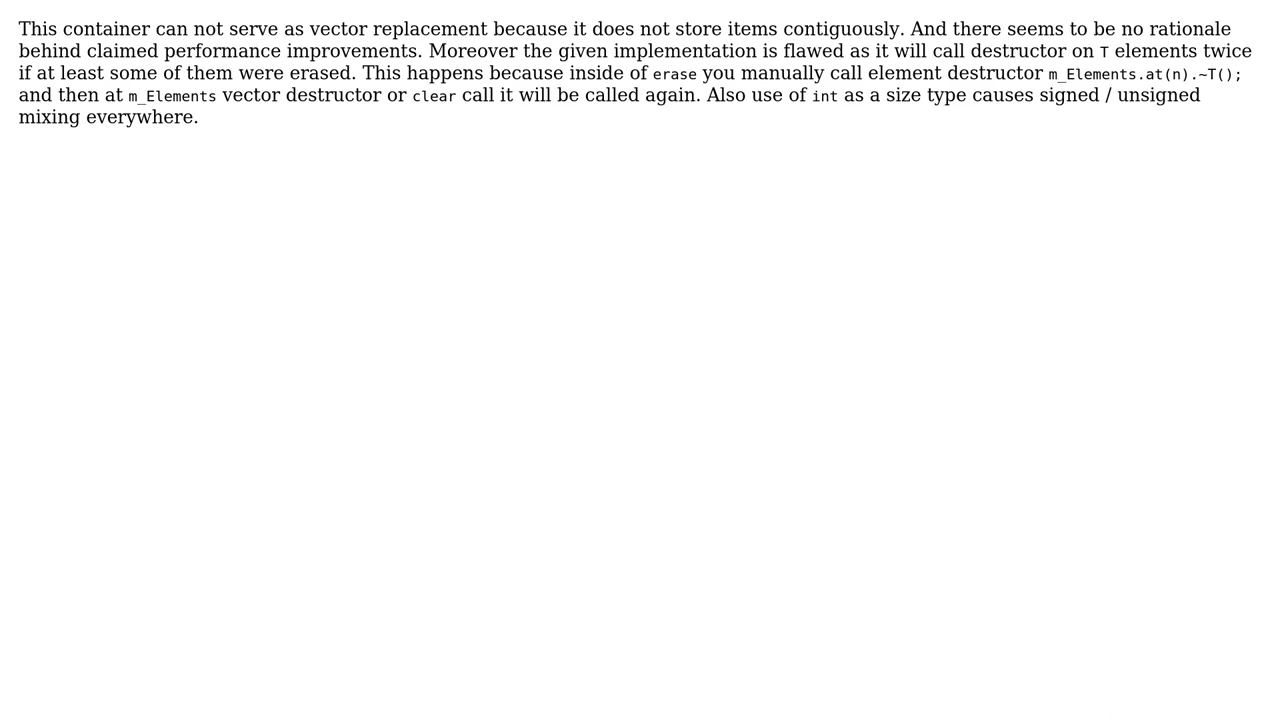 This container can not serve as vector replacement because it does not store items contiguously. And there seems to be no rationale
behind claimed performance improvements. Moreover the given implementation is flawed as it will call destructor on T elements twice
if at least some of them were erased. This happens because inside of erase you manually call element destructor m_Elements.at(n).~T();
and then at m_Elements vector destructor or clear call it will be called again. Also use of int as a size type causes signed / unsigned
mixing everywhere.